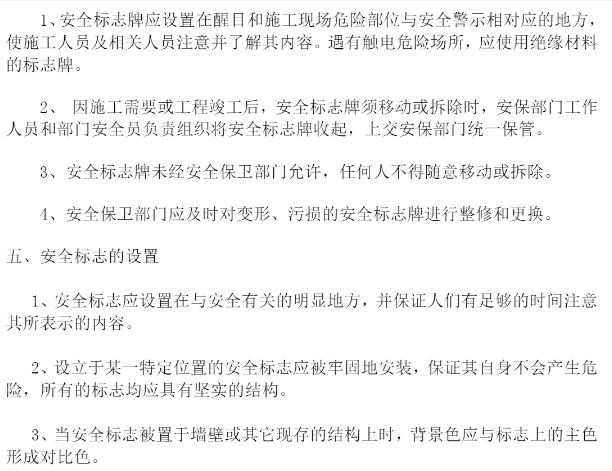 1、安全标志牌应设置在醒目和施工现场危险部位与安全警示相对应的地方，
使施工人员及相关人员注意并了解其内容。遇有触电危险场所，应使用绝缘材料
的标志牌。
2、 因施工需要或工程竣工后，安全标志牌须移动或拆除时，安保部门工作
人员和部门安全员负责组织将安全标志牌收起，上交安保部门统一保管。
3、安全标志牌未经安全保卫部门允许，任何人不得随意移动或拆除。
4、安全保卫部门应及时对变形、污损的安全标志牌进行整修和更换。
五、安全标志的设置
1、安全标志应设置在与安全有关的明显地方，并保证人们有足够的时间注意
其所表示的内容。
2、设立于某一特定位置的安全标志应被牢固地安装，保证其自身不会产生危
险，所有的标志均应具有坚实的结构。
3、当安全标志被置于墙壁或其它现存的结构上时，背景色应与标志上的主色
形成对比色。